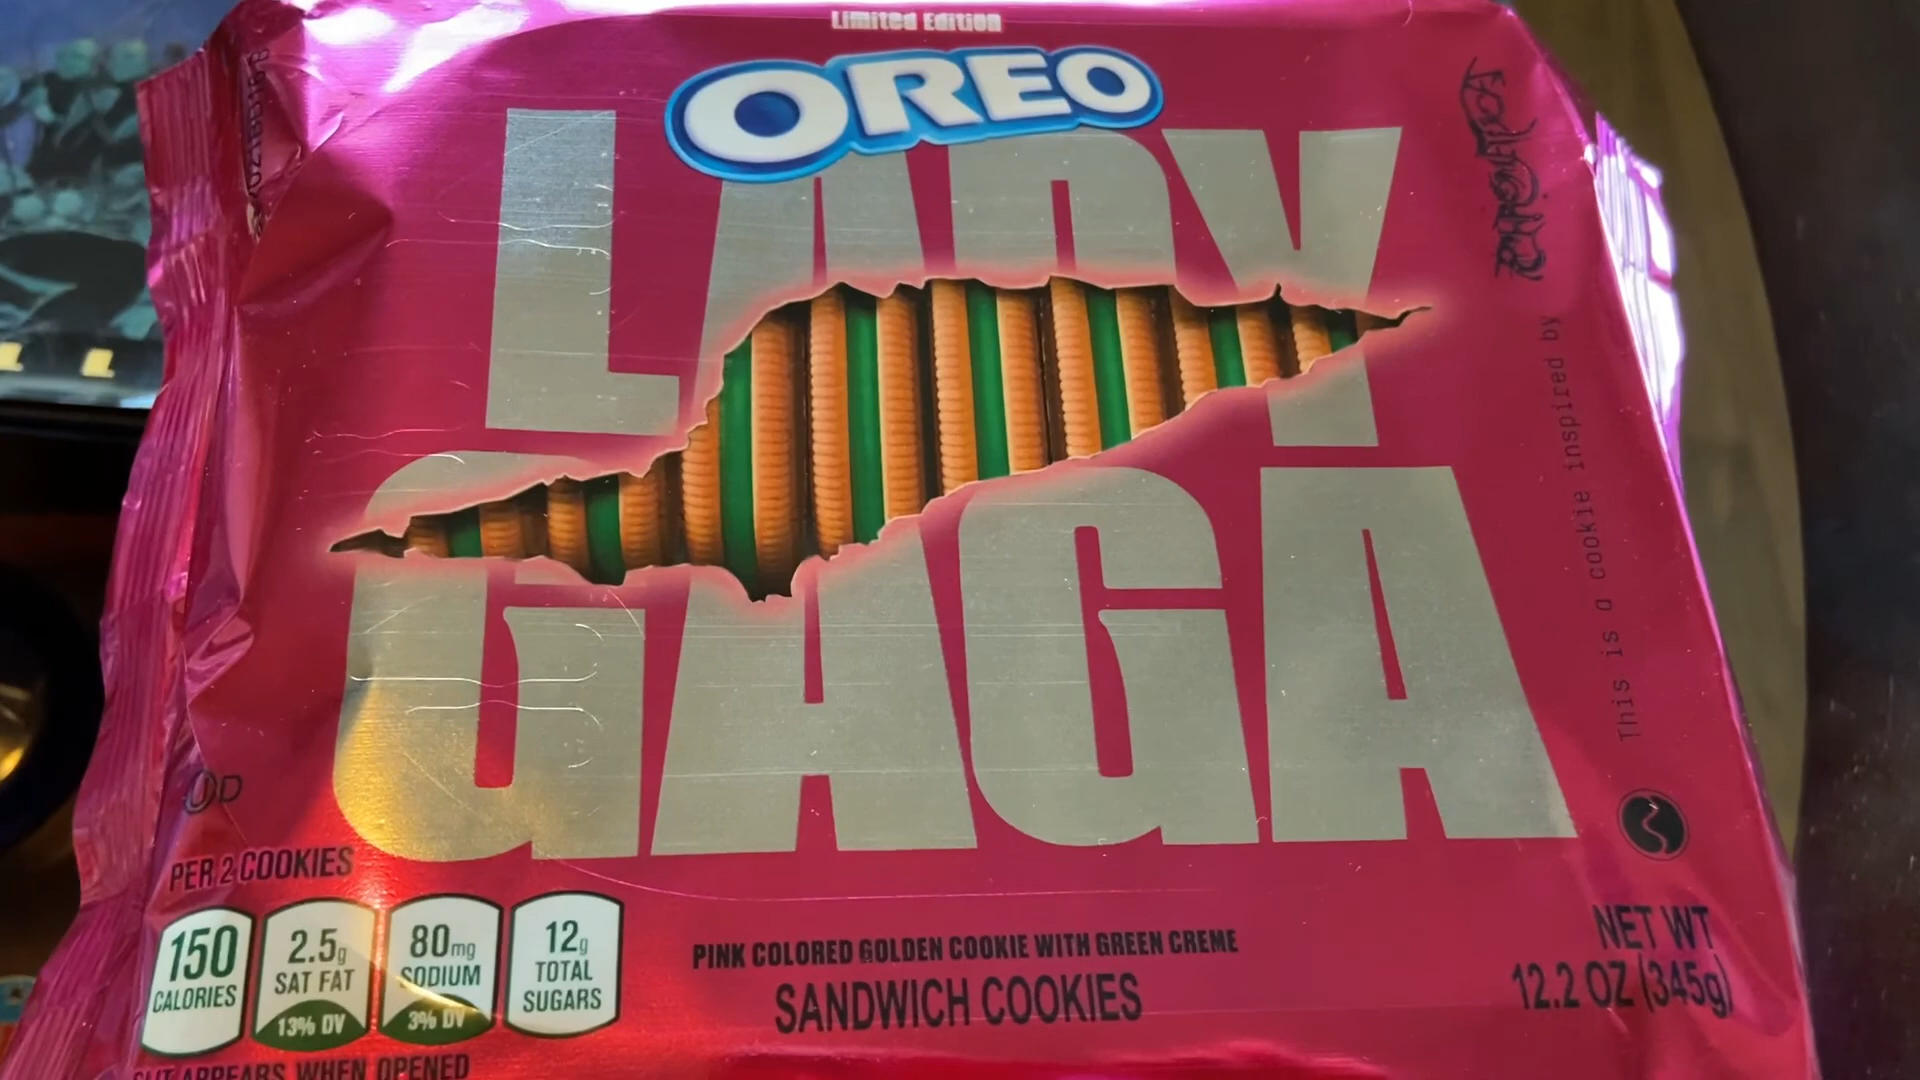 Limited Edition
OREO
LADY
GAGA
This is a cookie inspired by
CHROMATICA
D
PER 2 COOKIES
150
CALORIES
2.5g
SAT FAT
13% DV
80mg
SODIUM
3% DV
12g
TOTAL
SUGARS
PINK COLORED GOLDEN COOKIE WITH GREEN CREME
SANDWICH COOKIES
NET WT
12.2 OZ (345g)
APPEARS WHEN OPENED